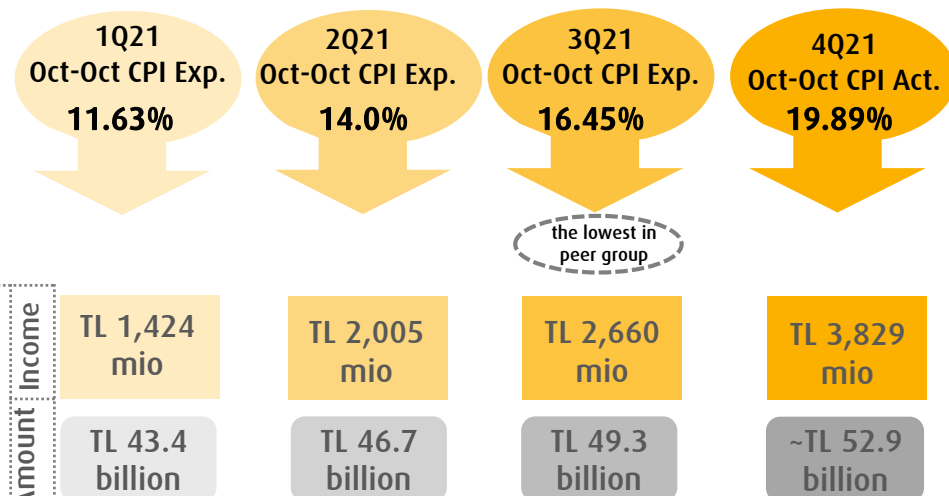 1Q21
Oct-Oct CPI Exp.
11.63%
2Q21
Oct-Oct CPI Exp.
14.0%
3Q21
Oct-Oct CPI Exp.
16.45%
4Q21
Oct-Oct CPI Act.
19.89%
the lowest in
peer group
Income
TL 1,424
mio
TL 2,005
mio
TL 2,660
mio
TL 3,829
mio
Amount
TL 43.4
billion
TL 46.7
billion
TL 49.3
billion
~TL 52.9
billion